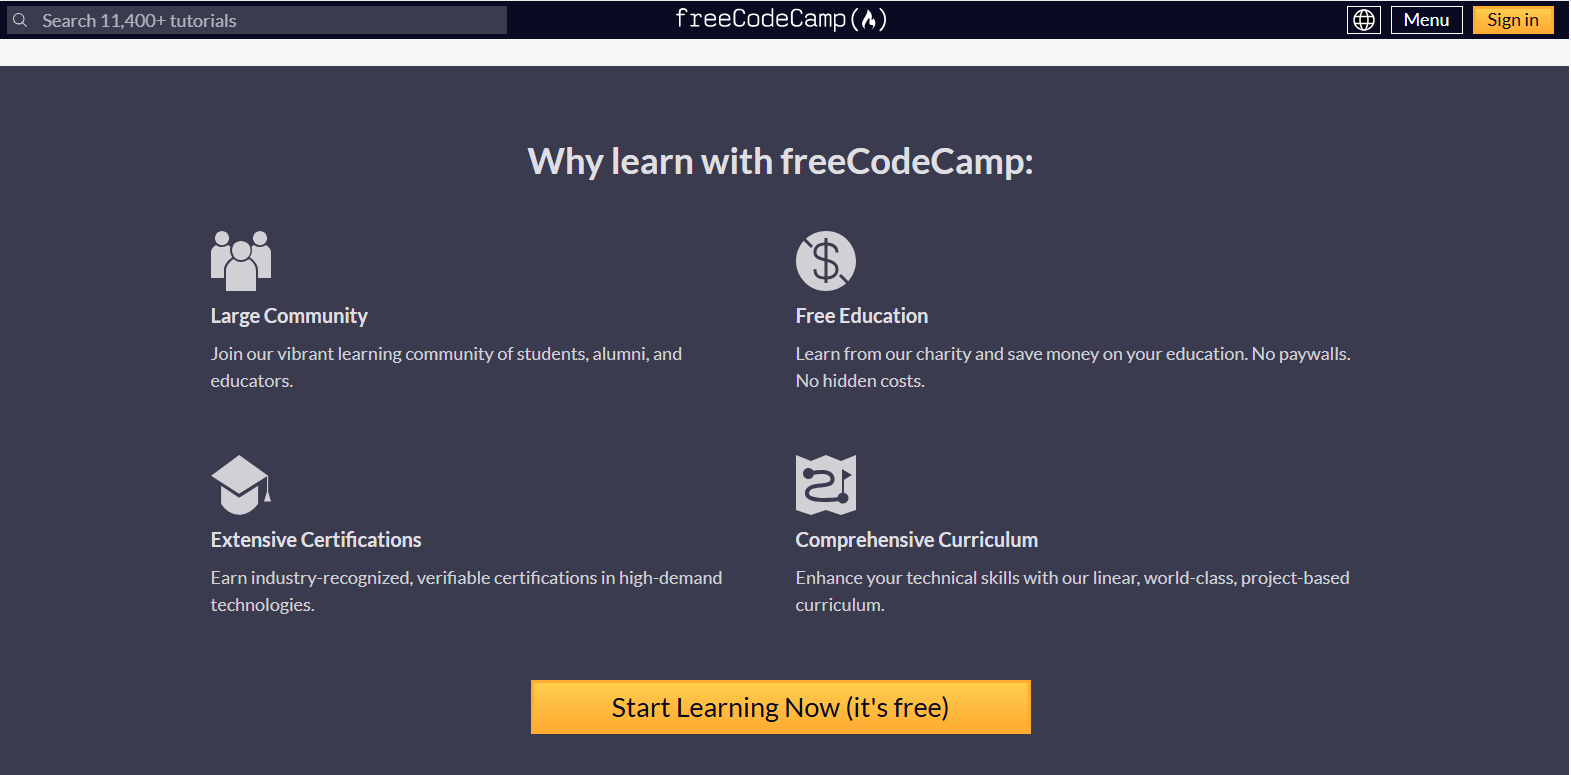 Search 11,400+ tutorials
freeCodeCamp
Menu
Sign in
Why learn with freeCodeCamp:
Large Community
Join our vibrant learning community of students, alumni, and
educators.
Free Education
Learn from our charity and save money on your education. No paywalls.
No hidden costs.
Extensive Certifications
Earn industry-recognized, verifiable certifications in high-demand
technologies.
Comprehensive Curriculum
Enhance your technical skills with our linear, world-class, project-based
curriculum.
Start Learning Now (it's free)